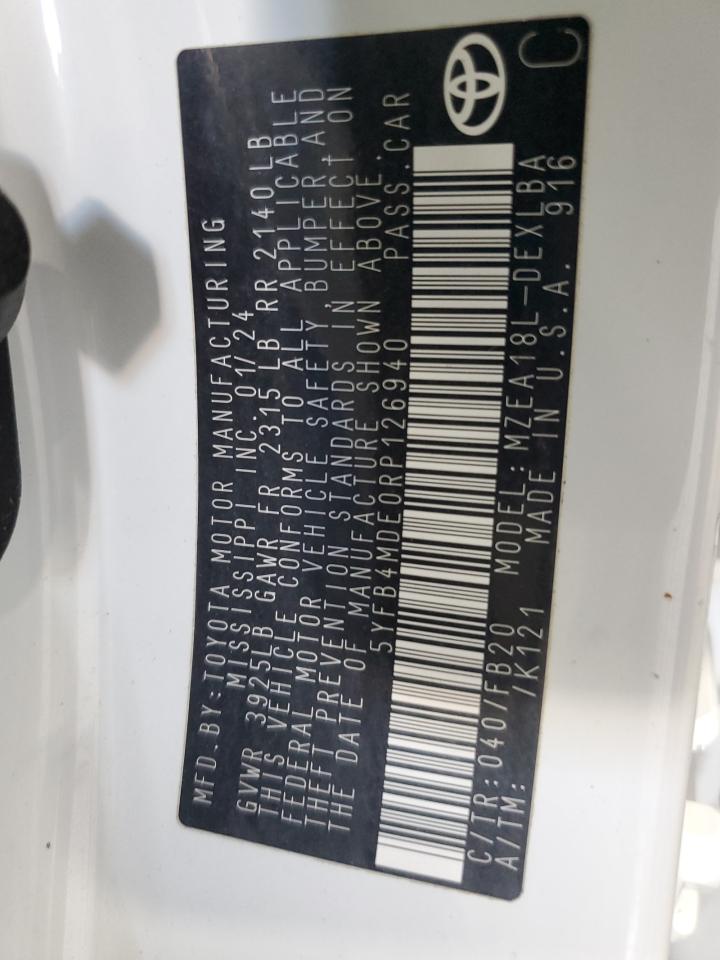 MFD.BY:TOYOTA MOTOR MANUFACTURING
MISSISSIPPI INC. 01/24
GVWR 3925LB GAWR FR 2315 LB RR 2140 LB
THIS VEHICLE CONFORMS TO ALL APPLICABLE
FEDERAL MOTOR VEHICLE SAFETY, BUMPER AND
THEFT PREVENTION STANDARDS IN EFFECT ON
THE DATE OF MANUFACTURE SHOWN ABOVE.
5YFB4MDE0RP126940 PASS.CAR
C/TR:040/FB20 MODEL:MZEA18L-DEXLBA
A/TM: /K121 MADE IN U.S.A. 916
C